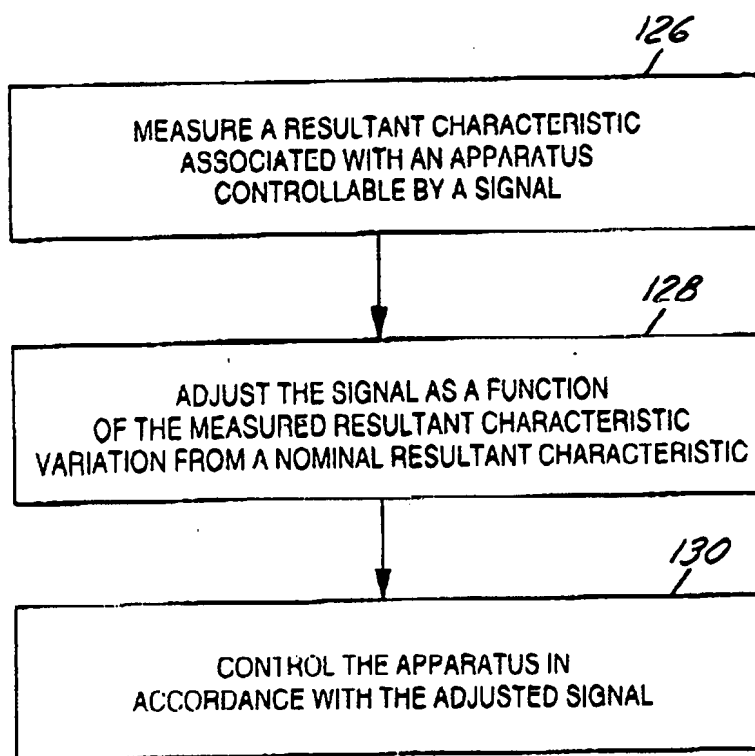 126
MEASURE A RESULTANT CHARACTERISTIC
ASSOCIATED WITH AN APPARATUS
CONTROLLABLE BY A SIGNAL
128
ADJUST THE SIGNAL AS A FUNCTION
OF THE MEASURED RESULTANT CHARACTERISTIC
VARIATION FROM A NOMINAL RESULTANT CHARACTERISTIC
130
CONTROL THE APPARATUS IN
ACCORDANCE WITH THE ADJUSTED SIGNAL